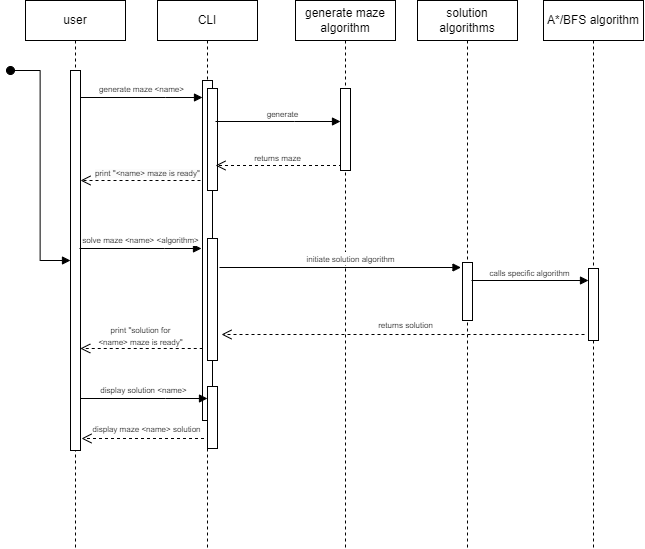 user
CLI
generate maze
algorithm
solution
algorithms
A*/BFS algorithm
generate maze <name>
generate
returns maze
print "<name> maze is ready"
solve maze <name> <algorithm>
initiate solution algorithm
calls specific algorithm
returns solution
print "solution for
<name> maze is ready"
display solution <name>
display maze <name> solution